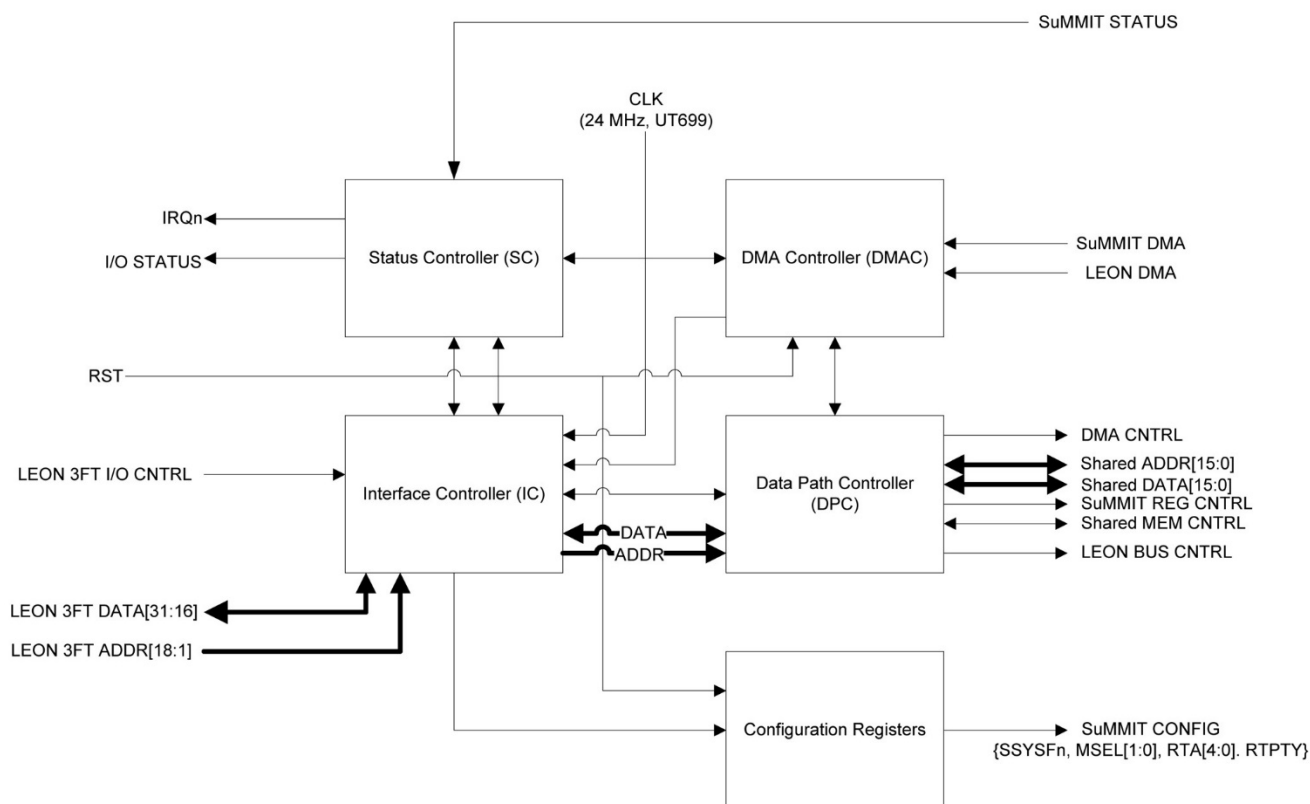 SuMMIT STATUS
CLK
(24 MHz, UT699)
IRQn
I/O STATUS
Status Controller (SC)
DMA Controller (DMAC)
SuMMIT DMA
LEON DMA
RST
LEON 3FT I/O CNTRL
Interface Controller (IC)
Data Path Controller
(DPC)
DMA CNTRL
Shared ADDR[15:0]
Shared DATA[15:0]
SuMMIT REG CNTRL
Shared MEM CNTRL
LEON BUS CNTRL
DATA
ADDR
LEON 3FT DATA[31:16]
LEON 3FT ADDR[18:1]
Configuration Registers
SuMMIT CONFIG
{SSYSFn, MSEL[1:0], RTA[4:0]. RTPTY}